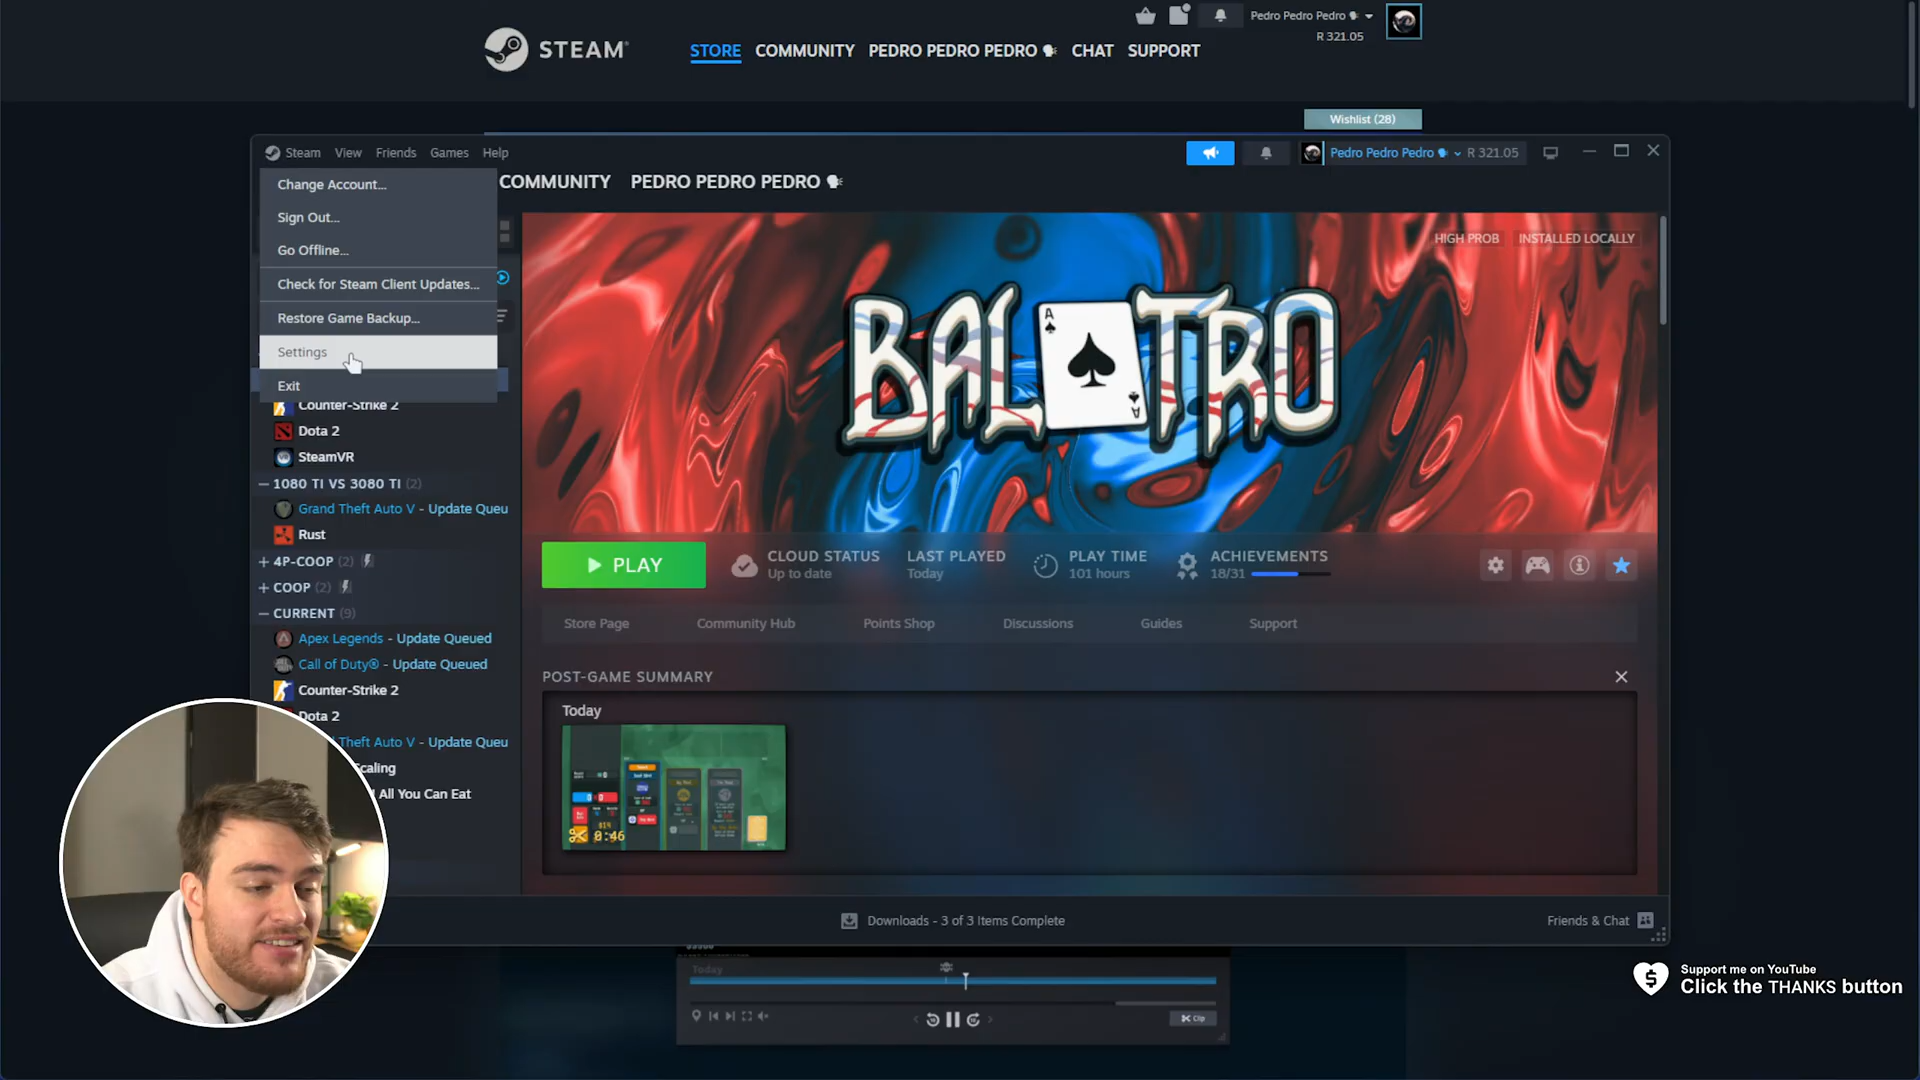 Pedro Pedro Pedro
R 321.05
STEAM
STORE COMMUNITY PEDRO PEDRO PEDRO CHAT SUPPORT
Wishlist (28)
Steam View Friends Games Help
Pedro Pedro Pedro R 321.05
COMMUNITY PEDRO PEDRO PEDRO
Change Account...
Sign Out...
Go Offline...
Check for Steam Client Updates...
Restore Game Backup...
Settings
Exit
HIGH PROB INSTALLED LOCALLY
BALATRO
A
A
Counter-Strike 2
Dota 2
SteamVR
1080 TI VS 3080 TI (2)
Grand Theft Auto V - Update Queu
Rust
4P-COOP (2)
COOP (2)
CURRENT (9)
Apex Legends - Update Queued
Call of Duty® - Update Queued
Counter-Strike 2
Dota 2
Theft Auto V - Update Queu
caling
All You Can Eat
PLAY
CLOUD STATUS
Up to date
LAST PLAYED
Today
PLAY TIME
101 hours
ACHIEVEMENTS
18/31
Store Page Community Hub Points Shop Discussions Guides Support
POST-GAME SUMMARY
Today
0:46
Downloads - 3 of 3 Items Complete
Friends & Chat
Today
Clip
Support me on YouTube
Click the THANKS button